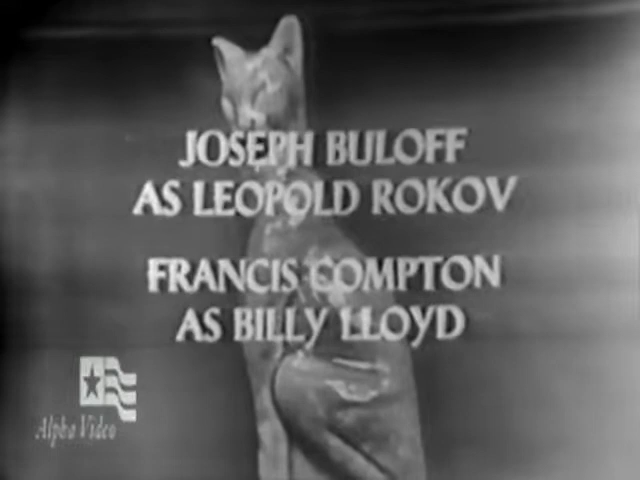 JOSEPH BULOFF
AS LEOPOLD ROKOV
FRANCIS COMPTON
AS BILLY LLOYD
Alpha Video